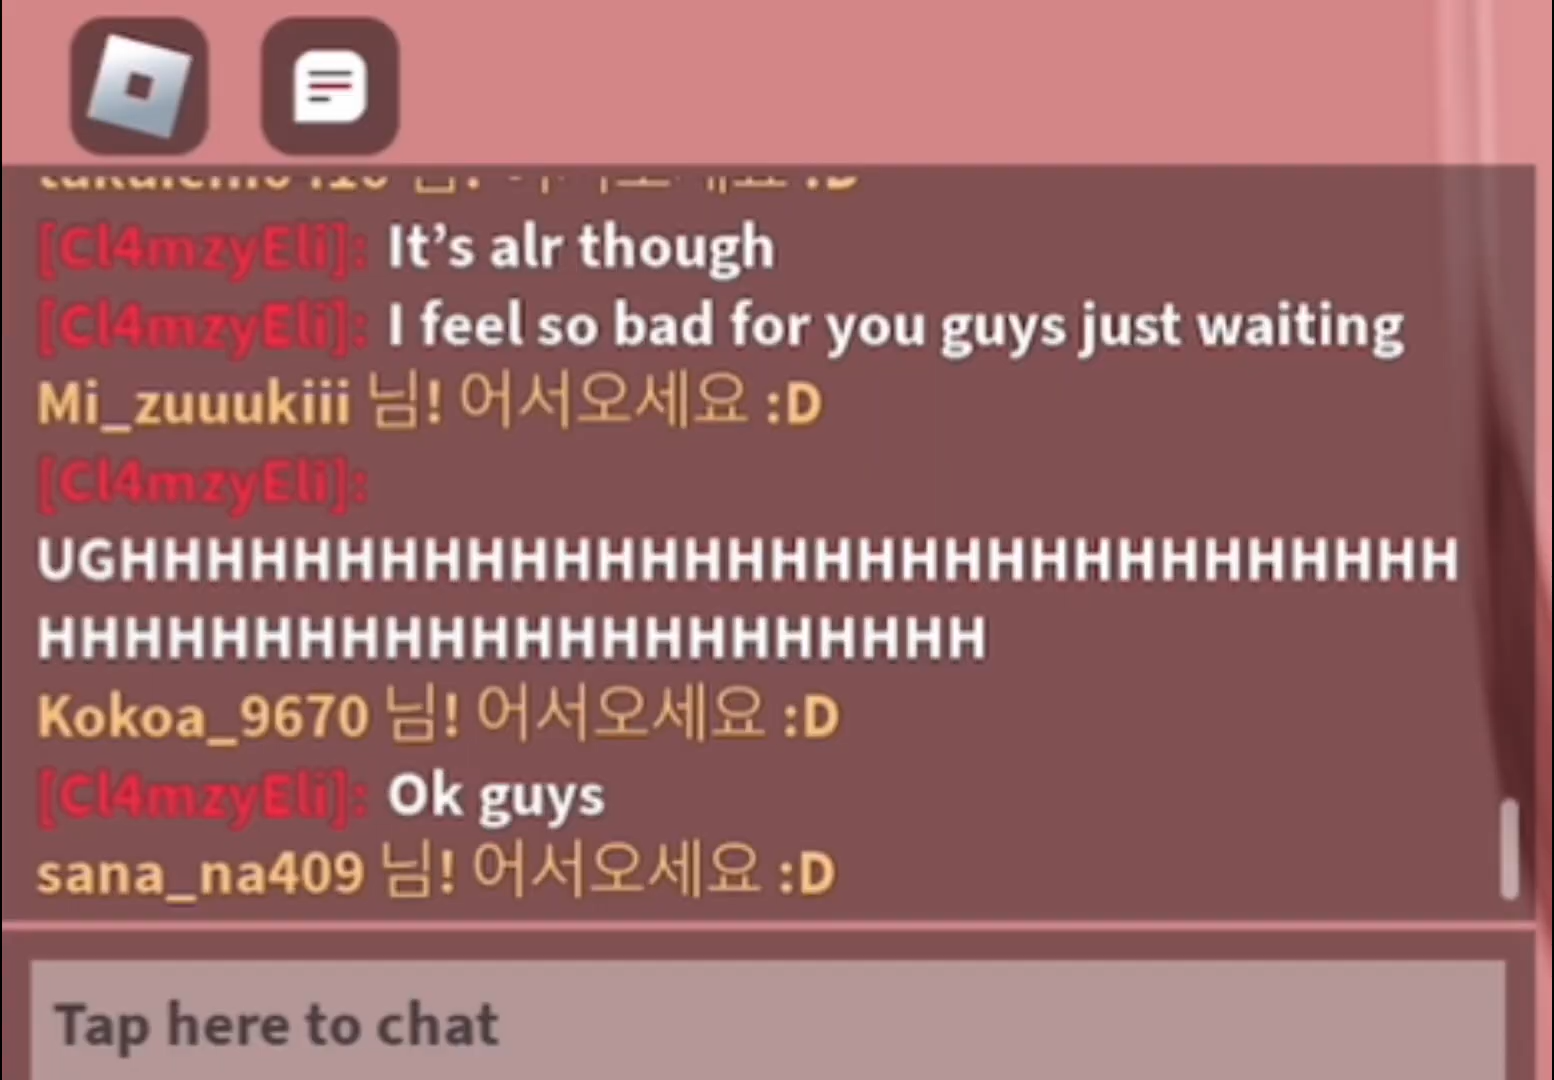 [Cl4mzyEli]: It’s alr though
[Cl4mzyEli]: I feel so bad for you guys just waiting
Mi_zuuukiii 님! 어서오세요 :D
[Cl4mzyEli]:
UGHHHHHHHHHHHHHHHHHHHHHHHHHHHHHHH
HHHHHHHHHHHHHHHHHHHHHH
Kokoa_9670 님! 어서오세요 :D
[Cl4mzyEli]: Ok guys
sana_na409 님! 어서오세요 :D
Tap here to chat